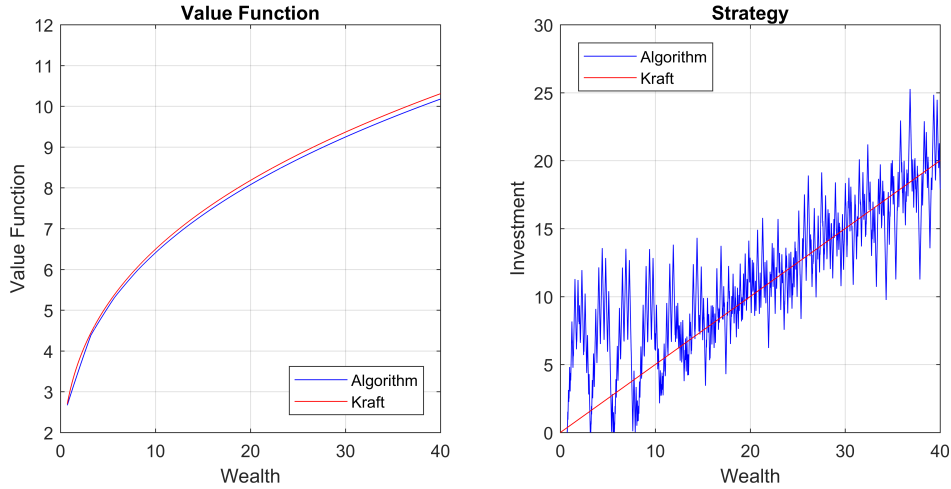 Value Function
12
11
10
9
8
7
6
5
4
3
2
Value Function
0
10
20
30
40
Wealth
Algorithm
Kraft
Strategy
30
25
20
15
10
5
0
Investment
0
10
20
30
40
Wealth
Algorithm
Kraft